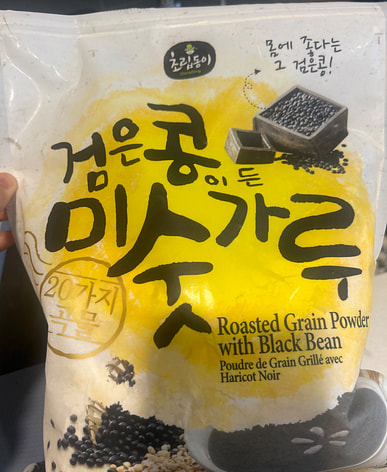 초립동이
몸에 좋다는
그 검은콩!
검은콩이 든
미숫가루
20가지
곡물
Roasted Grain Powder
with Black Bean
Poudre de Grain Grillé avec
Haricot Noir